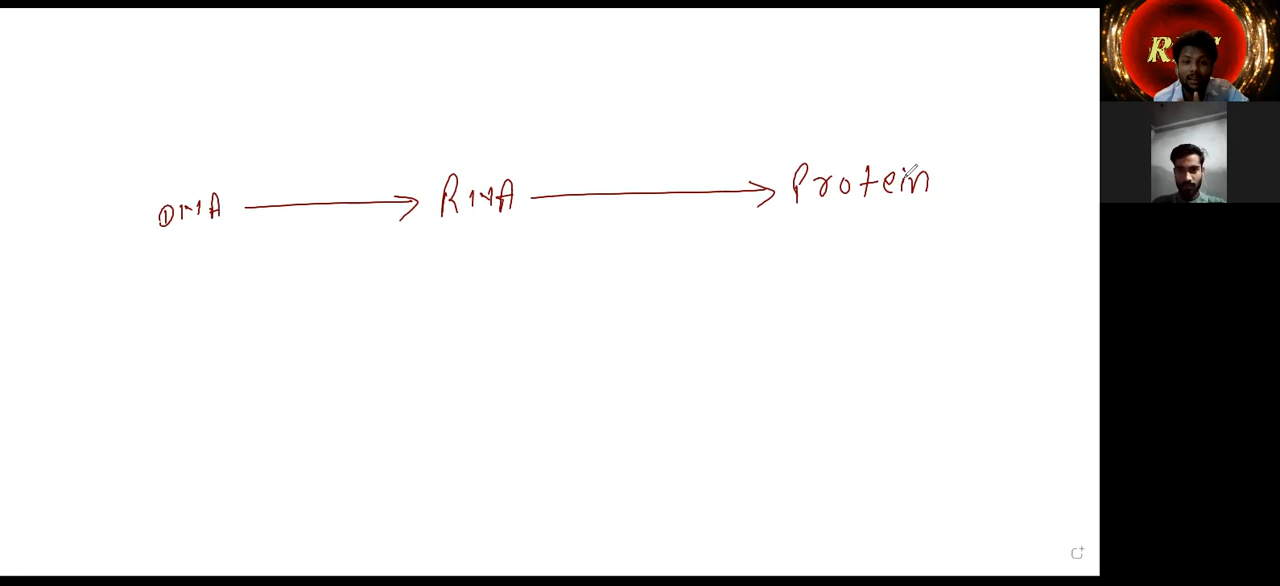 DNA → RNA → Protein